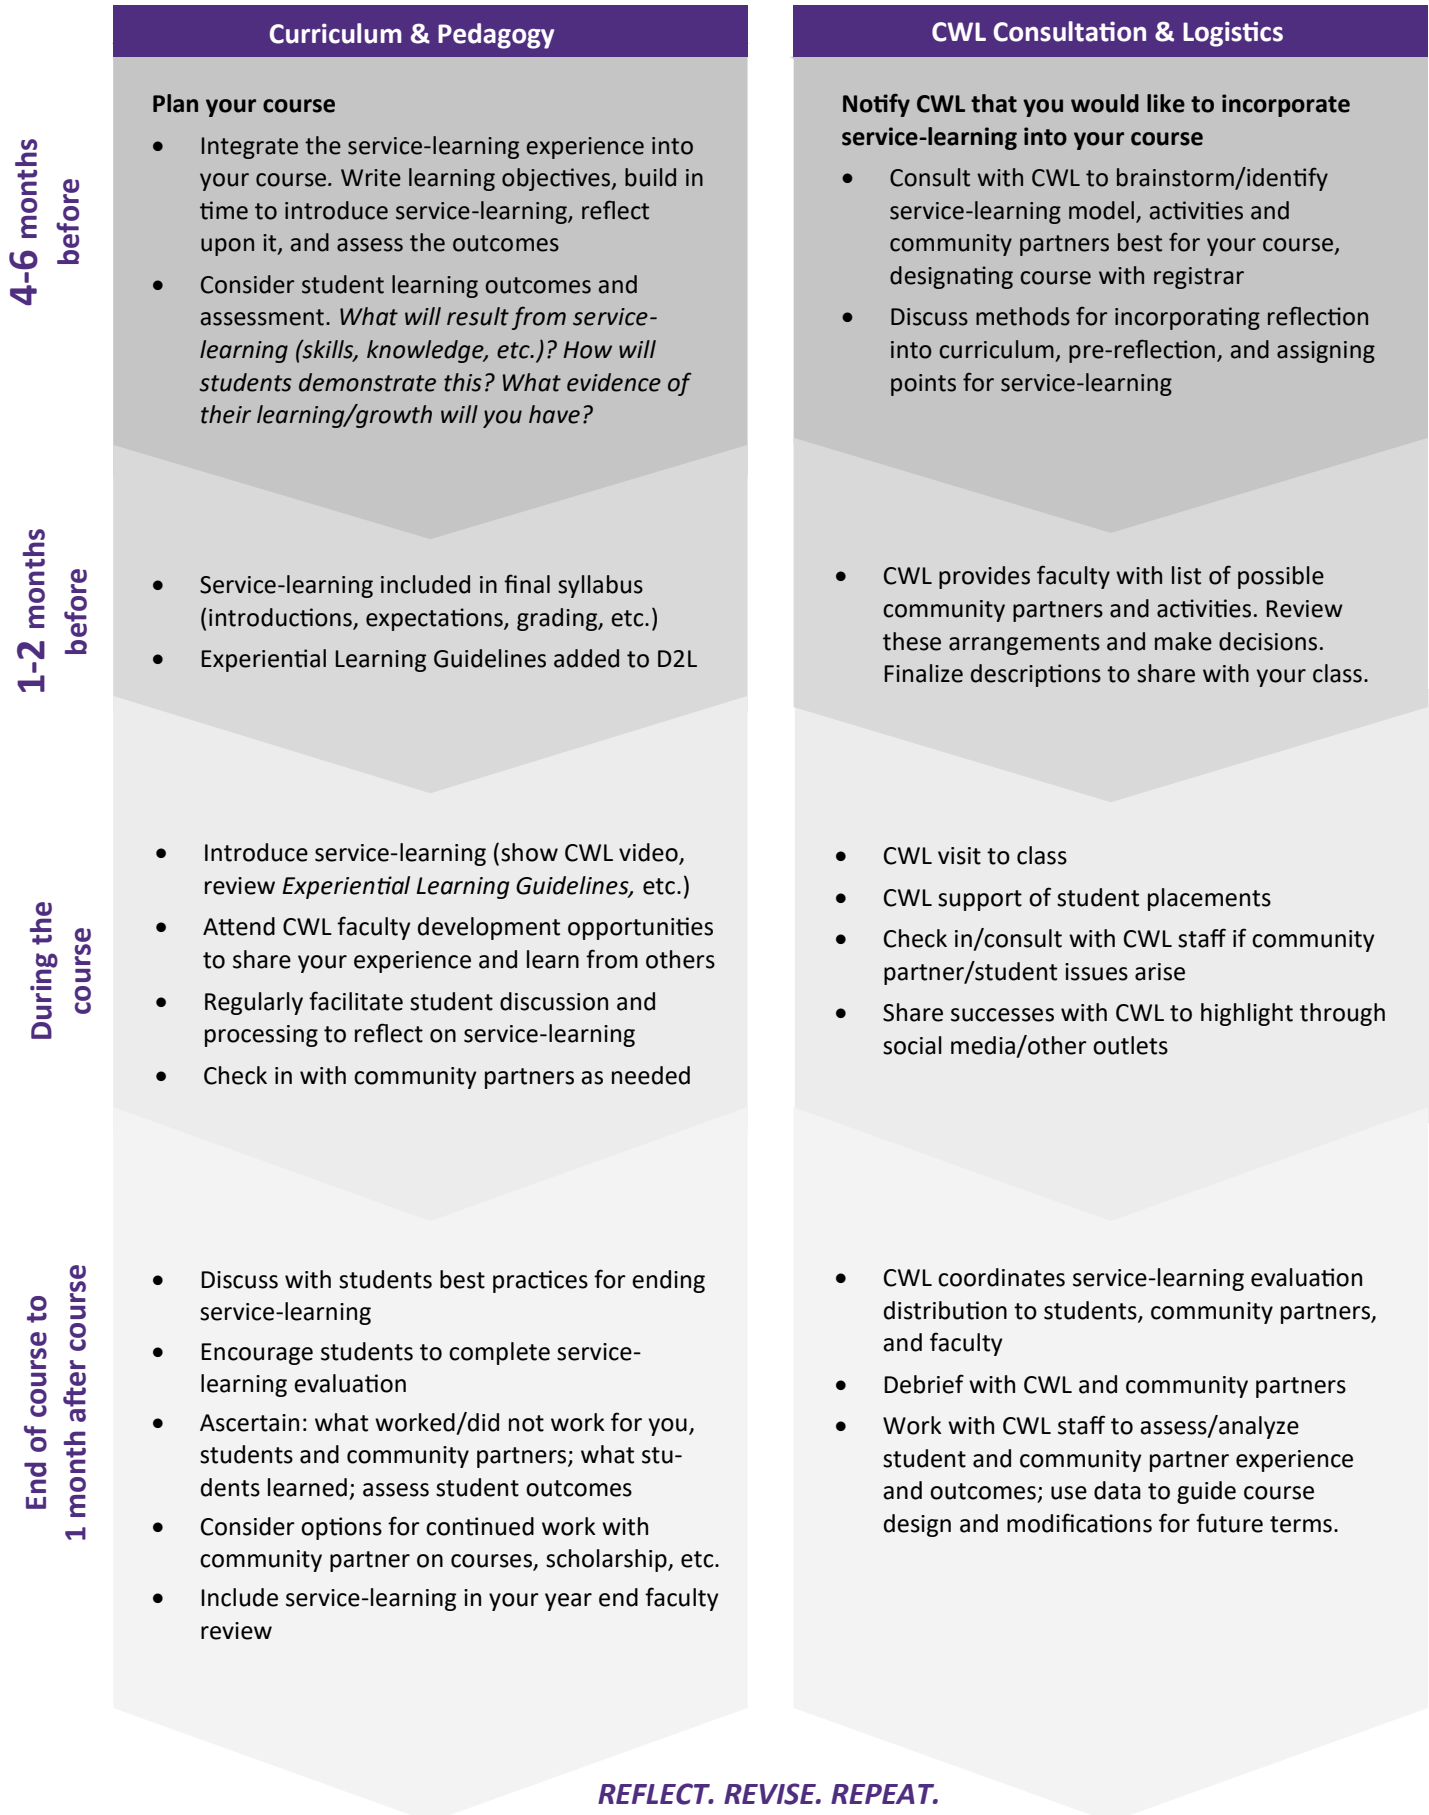 Curriculum & Pedagogy
CWL Consultation & Logistics
4-6 months
before
Plan your course
• Integrate the service-learning experience into
your course. Write learning objectives, build in
time to introduce service-learning, reflect
upon it, and assess the outcomes
• Consider student learning outcomes and
assessment. What will result from service-
learning (skills, knowledge, etc.)? How will
students demonstrate this? What evidence of
their learning/growth will you have?
Notify CWL that you would like to incorporate
service-learning into your course
• Consult with CWL to brainstorm/identify
service-learning model, activities and
community partners best for your course,
designating course with registrar
• Discuss methods for incorporating reflection
into curriculum, pre-reflection, and assigning
points for service-learning
1-2 months
before
• Service-learning included in final syllabus
(introductions, expectations, grading, etc.)
• Experiential Learning Guidelines added to D2L
• CWL provides faculty with list of possible
community partners and activities. Review
these arrangements and make decisions.
Finalize descriptions to share with your class.
During the
course
• Introduce service-learning (show CWL video,
review Experiential Learning Guidelines, etc.)
• Attend CWL faculty development opportunities
to share your experience and learn from others
• Regularly facilitate student discussion and
processing to reflect on service-learning
• Check in with community partners as needed
• CWL visit to class
• CWL support of student placements
• Check in/consult with CWL staff if community
partner/student issues arise
• Share successes with CWL to highlight through
social media/other outlets
End of course to
1 month after course
• Discuss with students best practices for ending
service-learning
• Encourage students to complete service-
learning evaluation
• Ascertain: what worked/did not work for you,
students and community partners; what stu-
dents learned; assess student outcomes
• Consider options for continued work with
community partner on courses, scholarship, etc.
• Include service-learning in your year end faculty
review
• CWL coordinates service-learning evaluation
distribution to students, community partners,
and faculty
• Debrief with CWL and community partners
• Work with CWL staff to assess/analyze
student and community partner experience
and outcomes; use data to guide course
design and modifications for future terms.
REFLECT. REVISE. REPEAT.